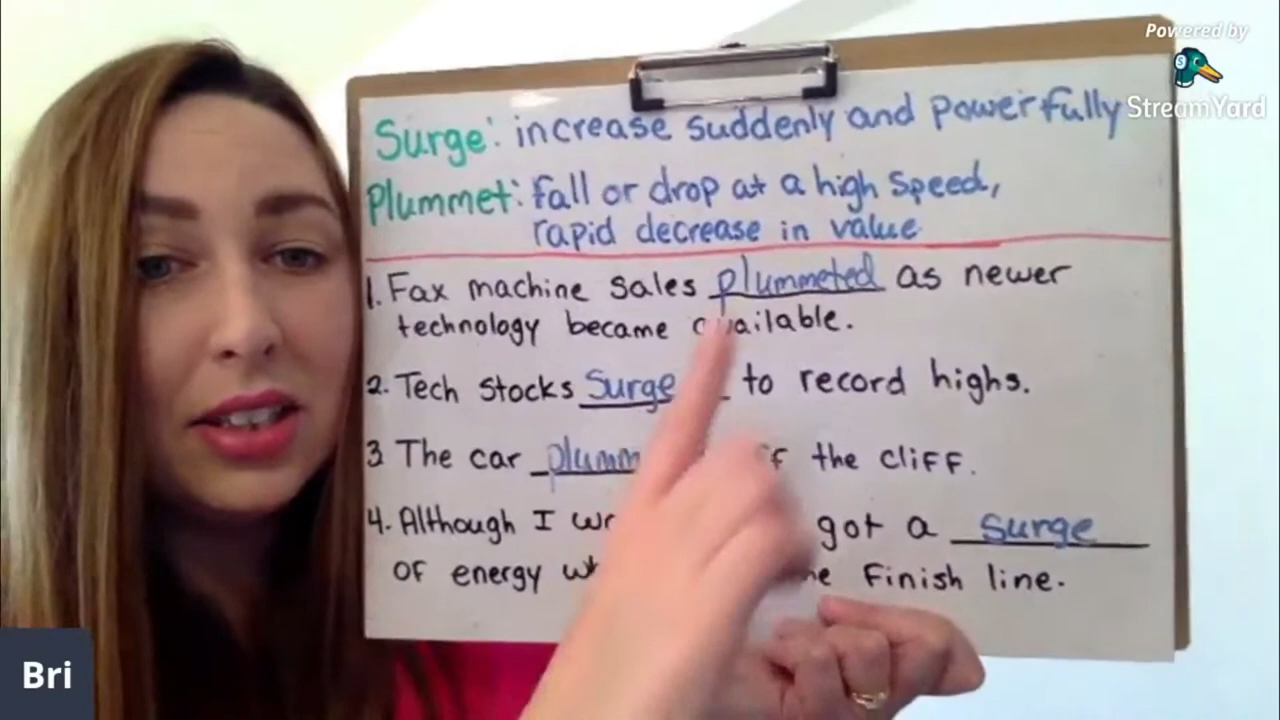 Powered by
StreamYard
Surge: increase suddenly and powerfully
Plummet: fall or drop at a high speed,
rapid decrease in value
1. Fax machine sales plummeted as newer
technology became available.
2. Tech stocks Surge to record highs.
3 The car plumm the cliff.
4. Although I got a surge
of energy finish line.
Bri